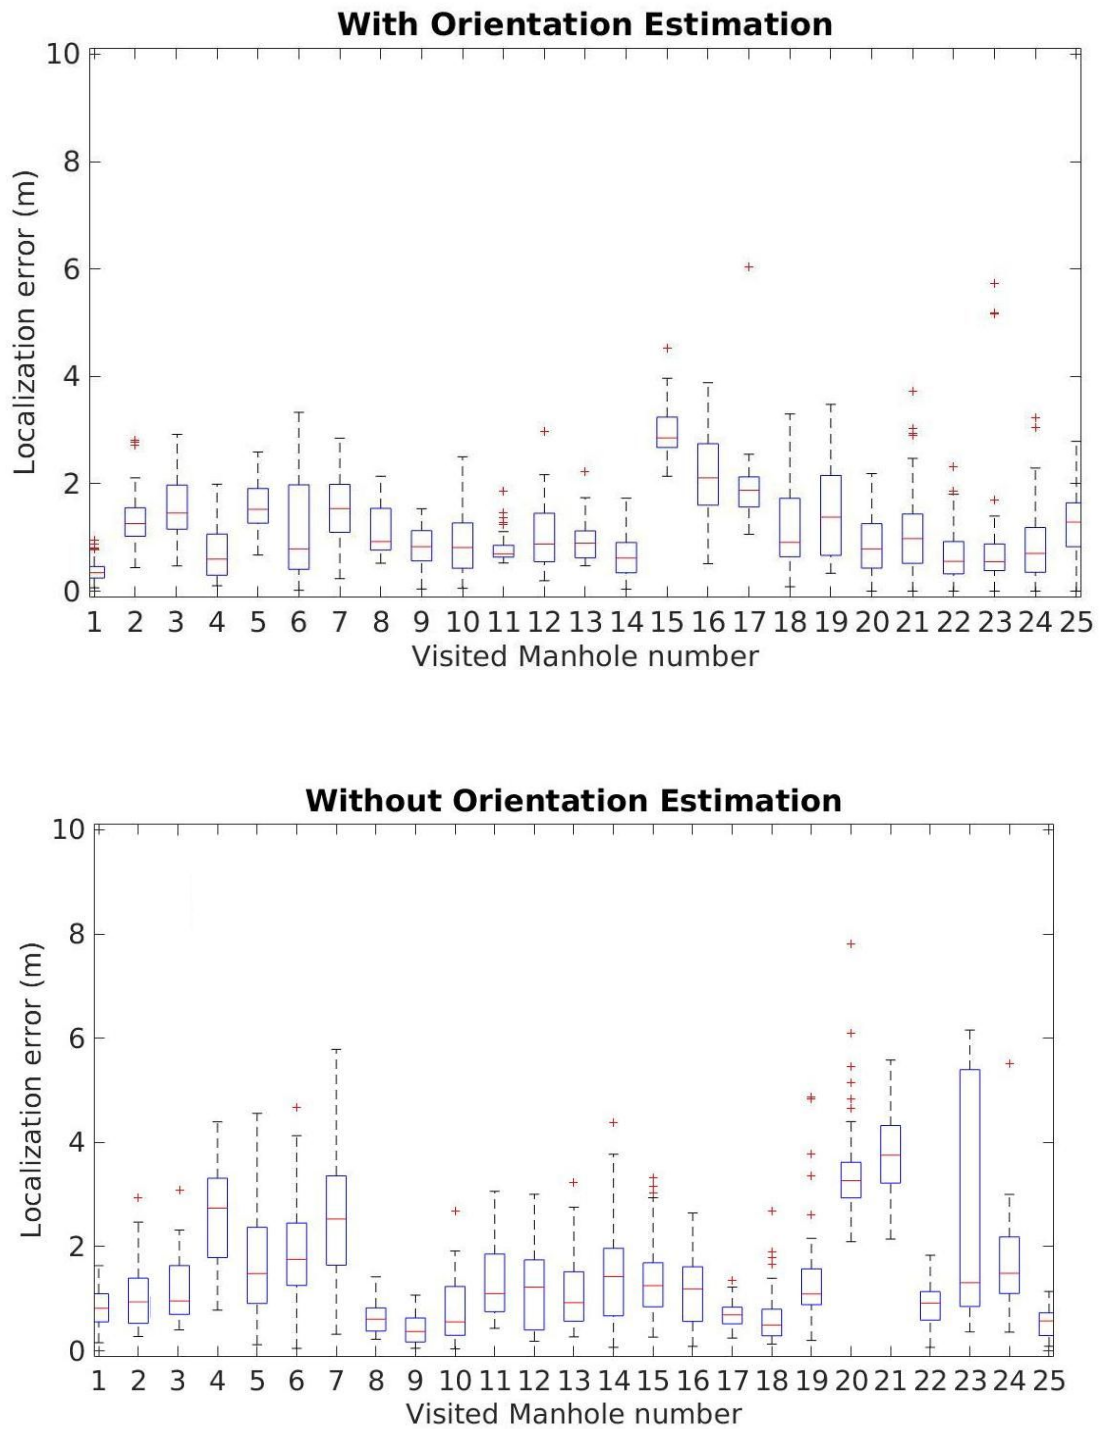 With Orientation Estimation
10
8
6
4
2
0
Localization error (m)
1 2 3 4 5 6 7 8 9 10 11 12 13 14 15 16 17 18 19 20 21 22 23 24 25
Visited Manhole number
Without Orientation Estimation
10
8
6
4
2
0
Localization error (m)
1 2 3 4 5 6 7 8 9 10 11 12 13 14 15 16 17 18 19 20 21 22 23 24 25
Visited Manhole number